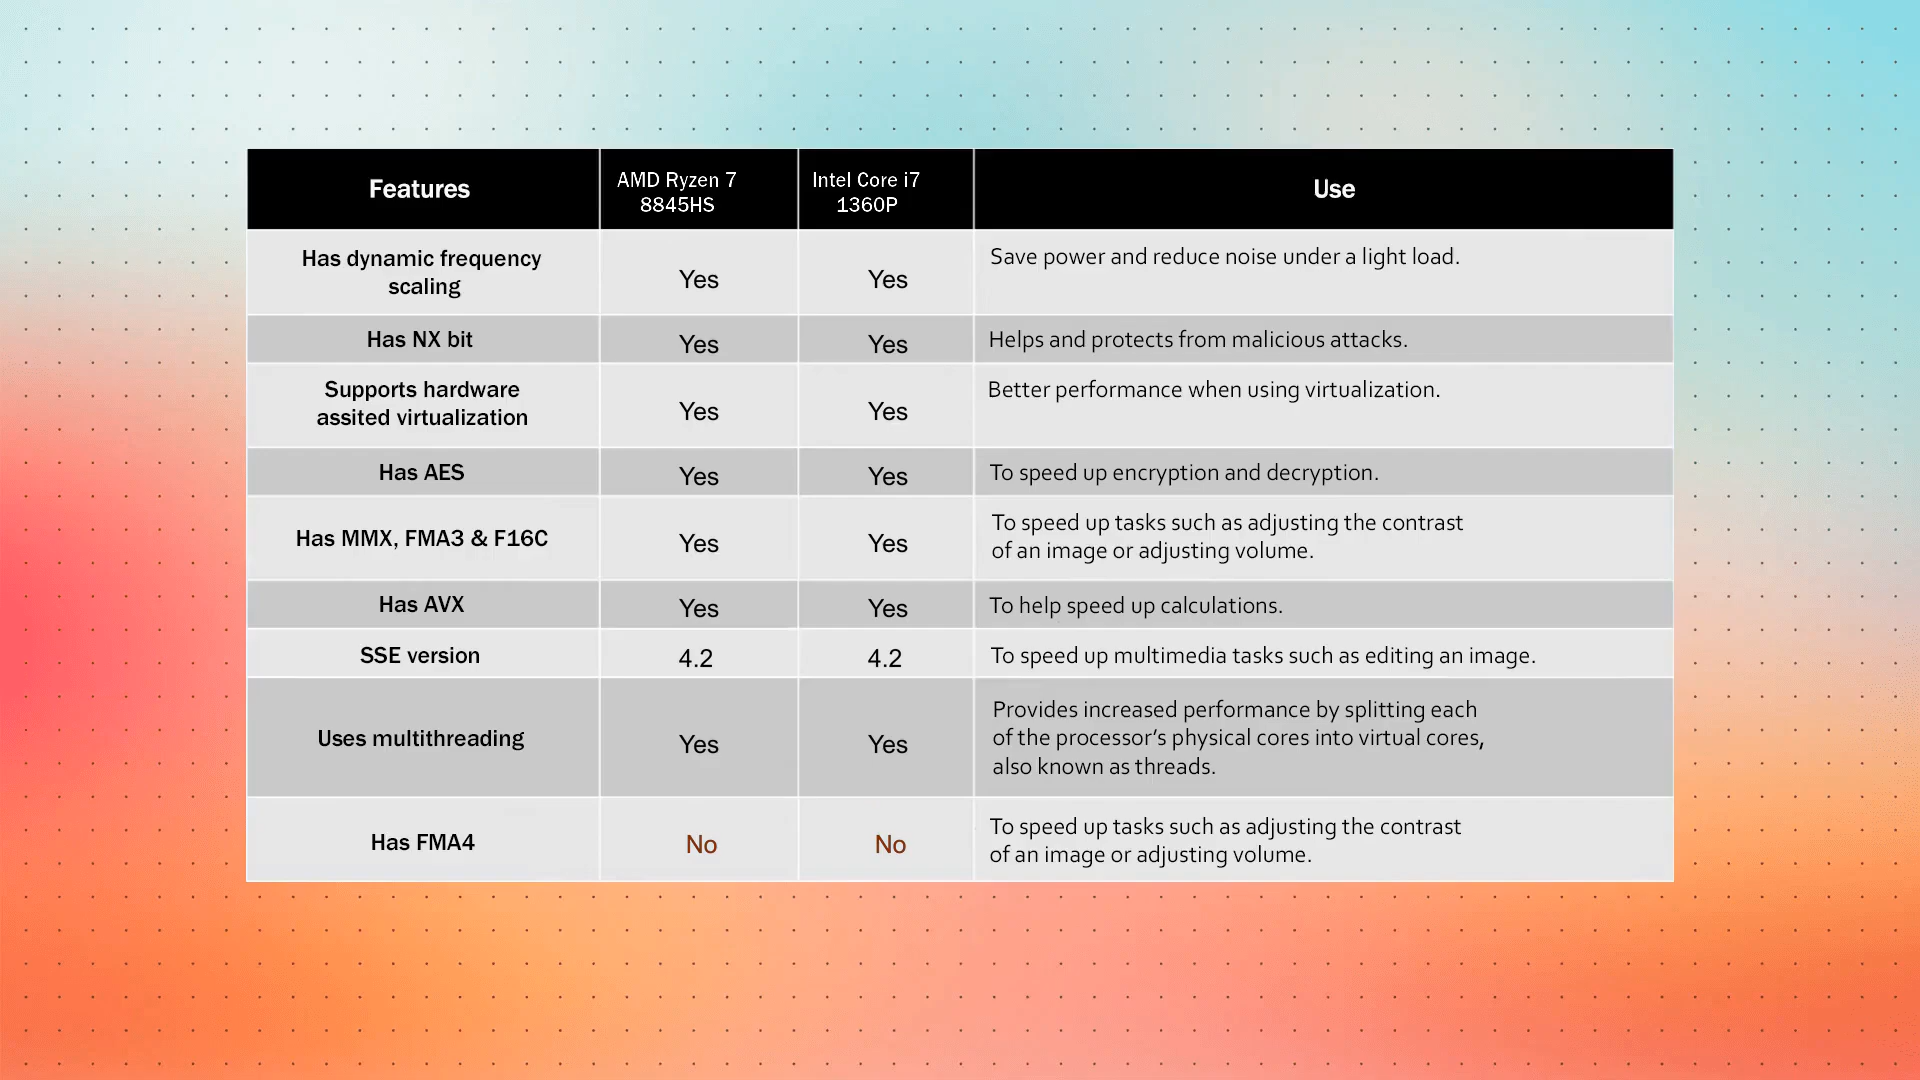 Features
AMD Ryzen 7
8845HS
Intel Core i7
1360P
Use
Has dynamic frequency
scaling
Yes
Yes
Save power and reduce noise under a light load.
Has NX bit
Yes
Yes
Helps and protects from malicious attacks.
Supports hardware
assited virtualization
Yes
Yes
Better performance when using virtualization.
Has AES
Yes
Yes
To speed up encryption and decryption.
Has MMX, FMA3 & F16C
Yes
Yes
To speed up tasks such as adjusting the contrast
of an image or adjusting volume.
Has AVX
Yes
Yes
To help speed up calculations.
SSE version
4.2
4.2
To speed up multimedia tasks such as editing an image.
Uses multithreading
Yes
Yes
Provides increased performance by splitting each
of the processor’s physical cores into virtual cores,
also known as threads.
Has FMA4
No
No
To speed up tasks such as adjusting the contrast
of an image or adjusting volume.